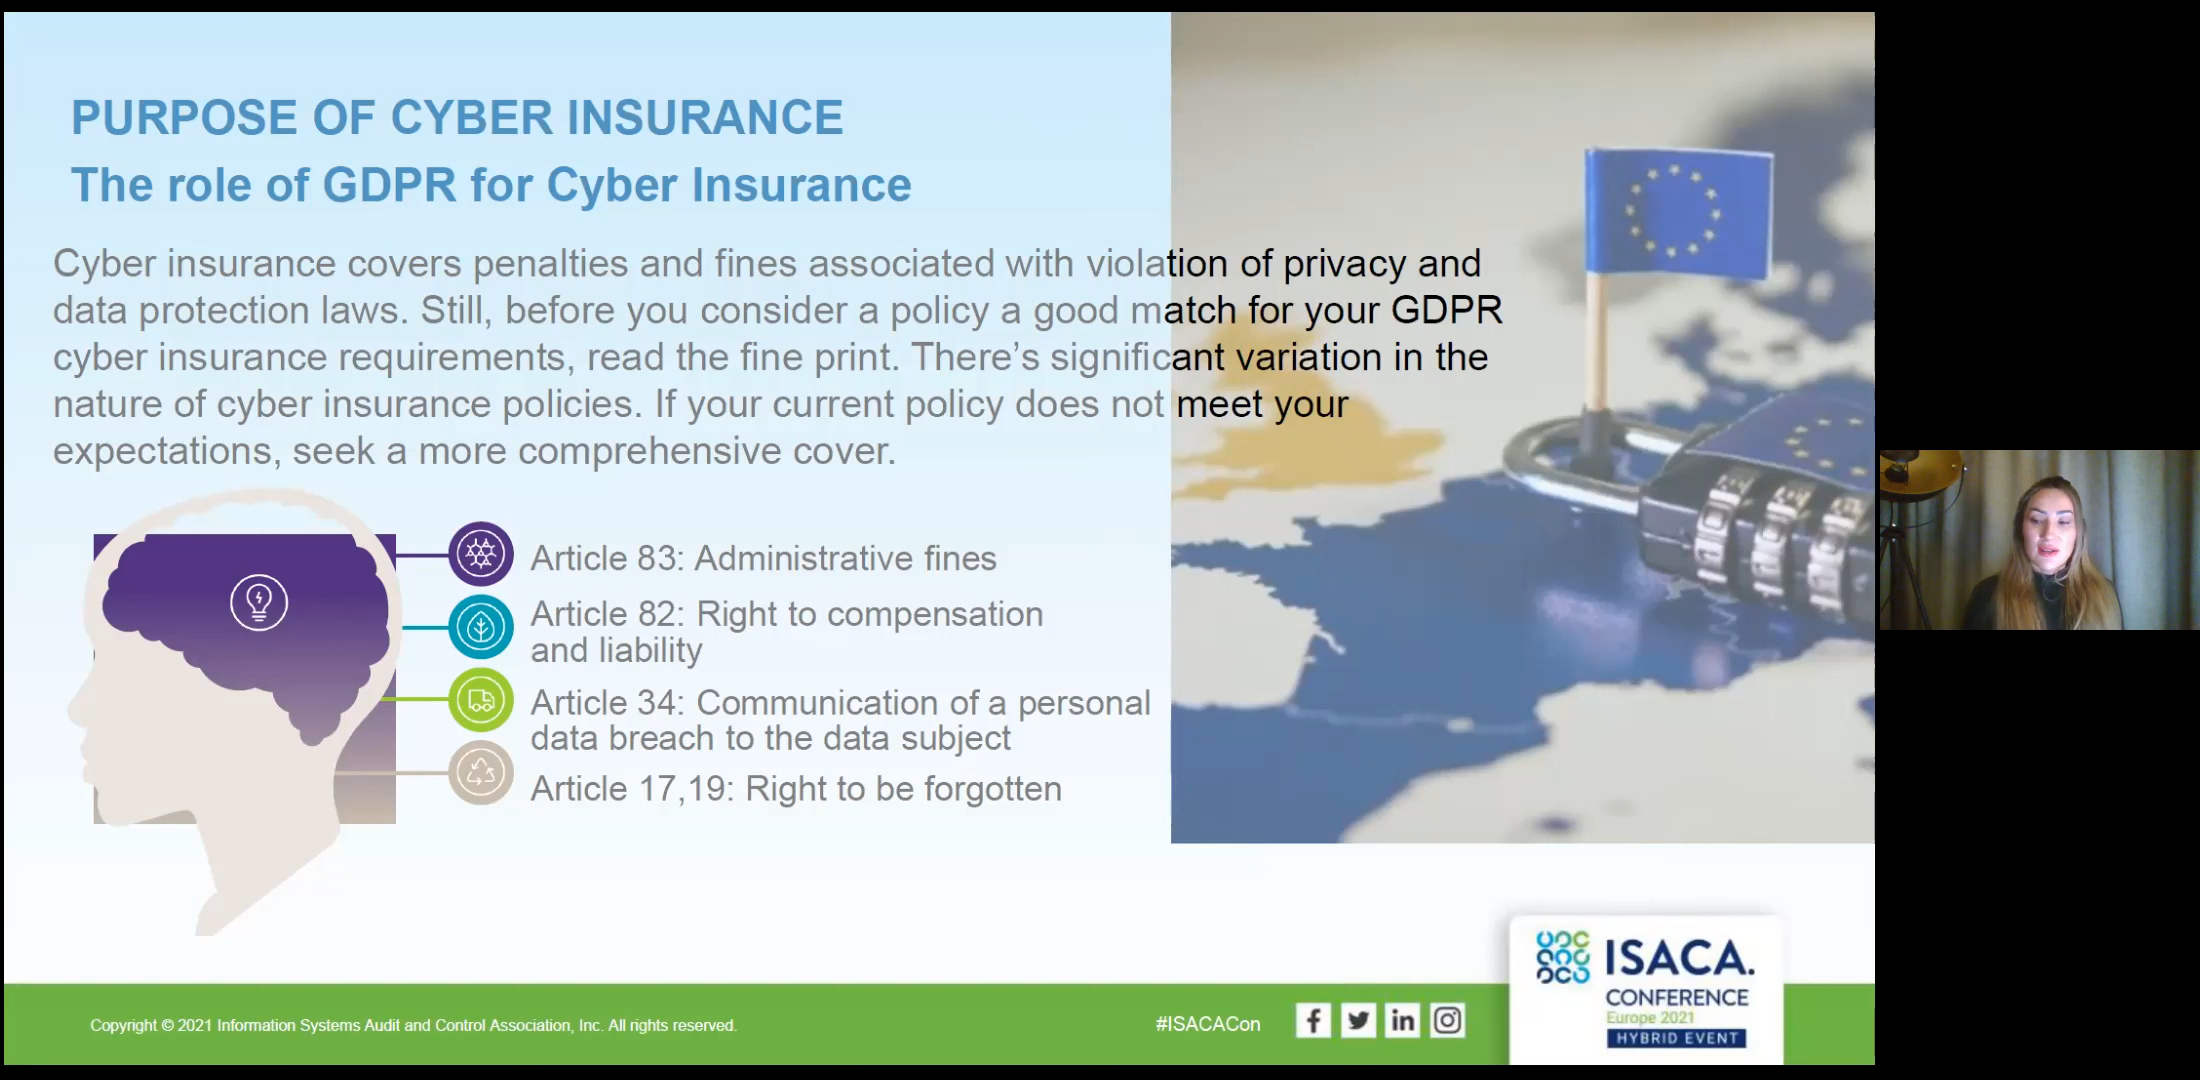 PURPOSE OF CYBER INSURANCE
The role of GDPR for Cyber Insurance
Cyber insurance covers penalties and fines associated with violation of privacy and
data protection laws. Still, before you consider a policy a good match for your GDPR
cyber insurance requirements, read the fine print. There’s significant variation in the
nature of cyber insurance policies. If your current policy does not meet your
expectations, seek a more comprehensive cover.
Article 83: Administrative fines
Article 82: Right to compensation
and liability
Article 34: Communication of a personal
data breach to the data subject
Article 17,19: Right to be forgotten
Copyright © 2021 Information Systems Audit and Control Association, Inc. All rights reserved.
#ISACACon
ISACA.
CONFERENCE
Europe 2021
HYBRID EVENT